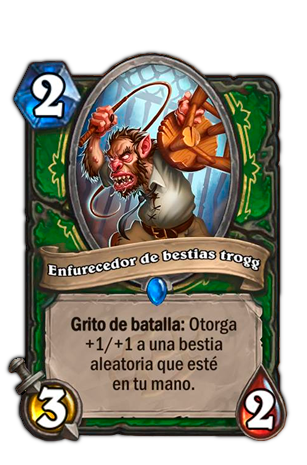 2
Enfurecedor de bestias trogg
Grito de batalla: Otorga
+1/+1 a una bestia
aleatoria que esté
en tu mano.
3
2